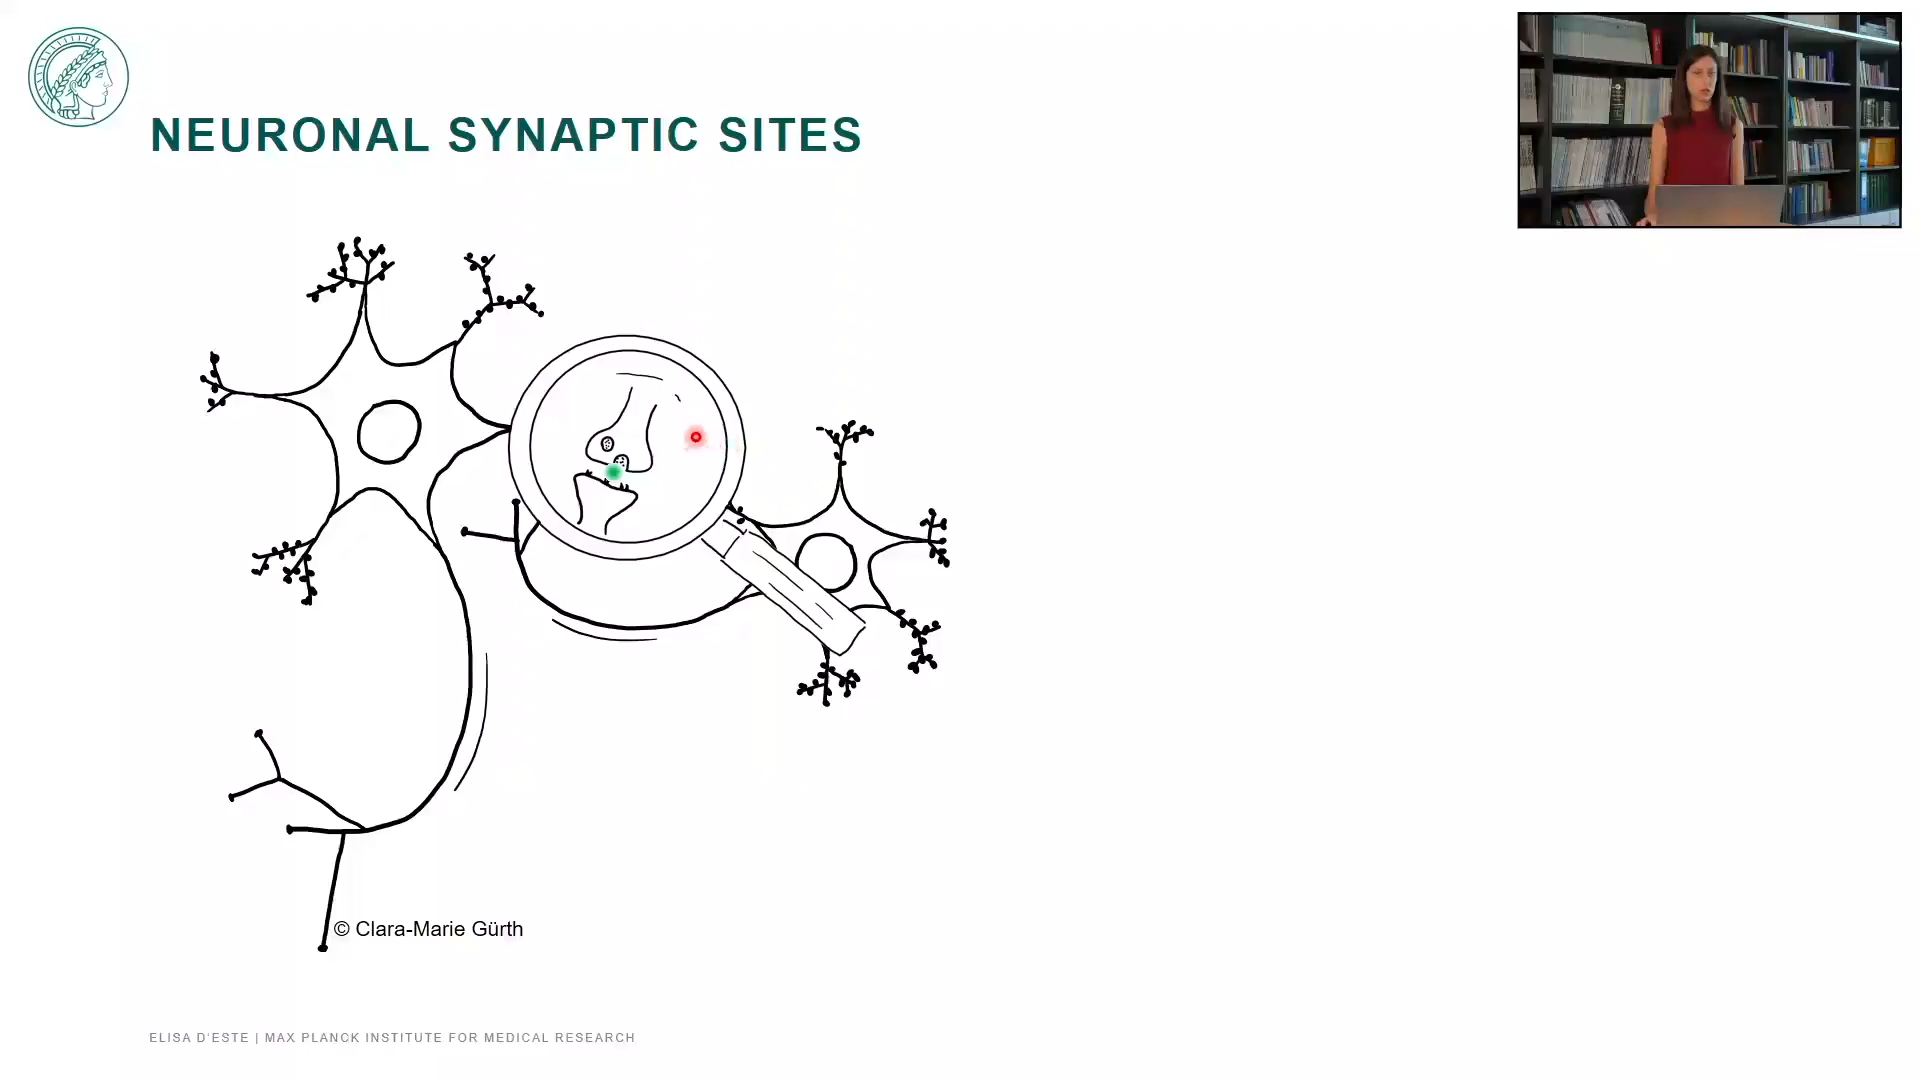 NEURONAL SYNAPTIC SITES
© Clara-Marie Gürth
ELISA D'ESTE | MAX PLANCK INSTITUTE FOR MEDICAL RESEARCH